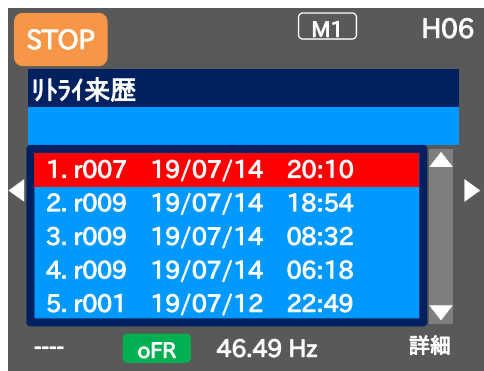 STOP M1 H06
ﾘﾄﾗｲ来歴
1. r007 19/07/14 20:10
2. r009 19/07/14 18:54
3. r009 19/07/14 08:32
4. r009 19/07/14 06:18
5. r001 19/07/12 22:49
---- oFR 46.49 Hz 詳細